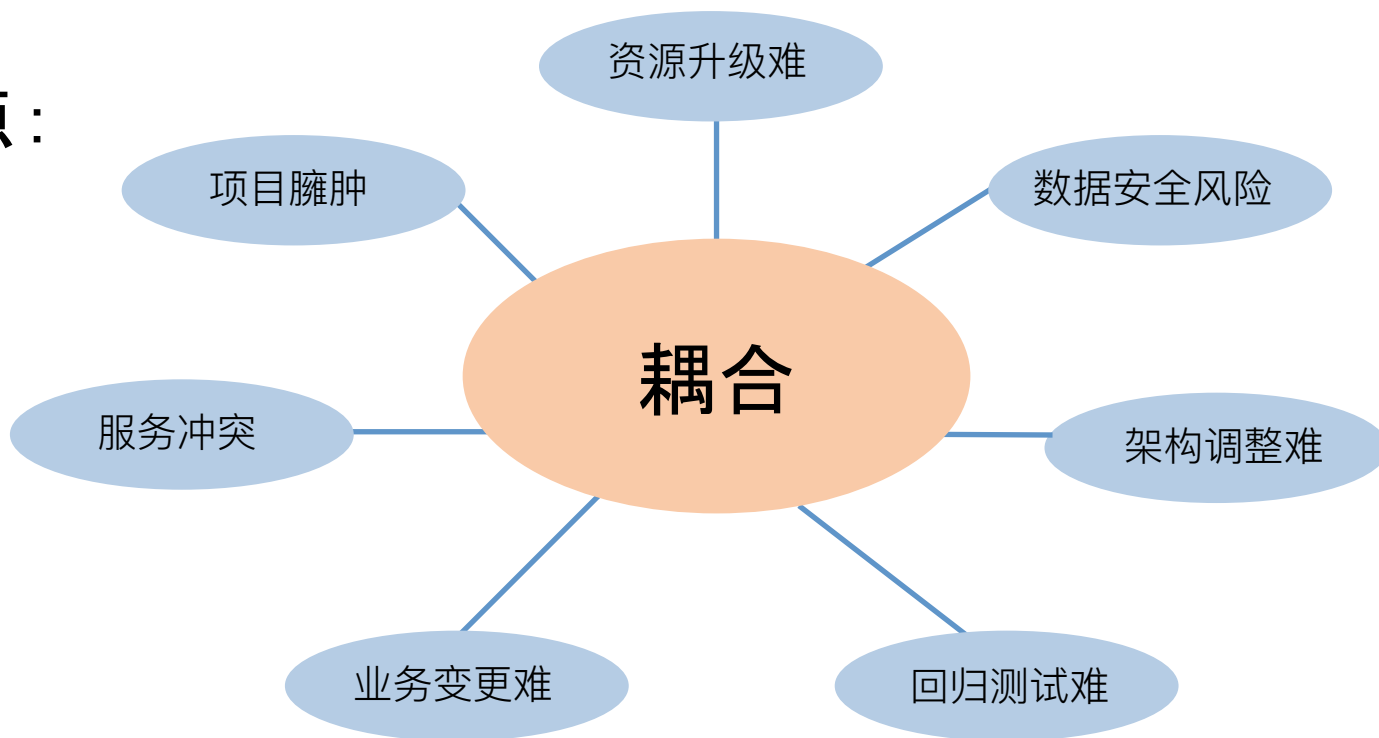 资源升级难
:
项目臃肿
数据安全风险
耦合
服务冲突
架构调整难
业务变更难
回归测试难